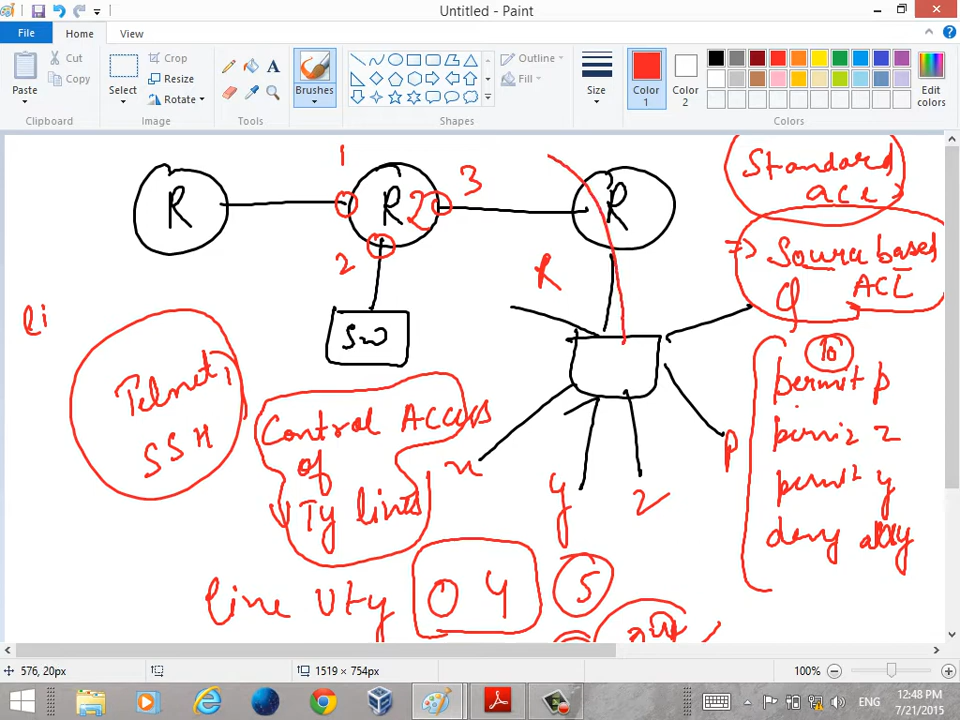 Untitled - Paint
File
Home
View
Paste
Cut
Copy
Clipboard
Select
Crop
Resize
Rotate
Image
Tools
Brushes
Shapes
Outline
Fill
Size
Color
1
Color
2
Edit
colors
Colors
R
1
R2
3
2
R
R
SW
Standard
ACL
=> Source based
ACL
10
permit p
permit z
permit y
deny any
li
Telnet,
SSH
Control Access
of
VTy lines
x
y
z
p
line vty 0 4
5
576, 20px
1519 × 754px
100%
ENG
12:48 PM
7/21/2015